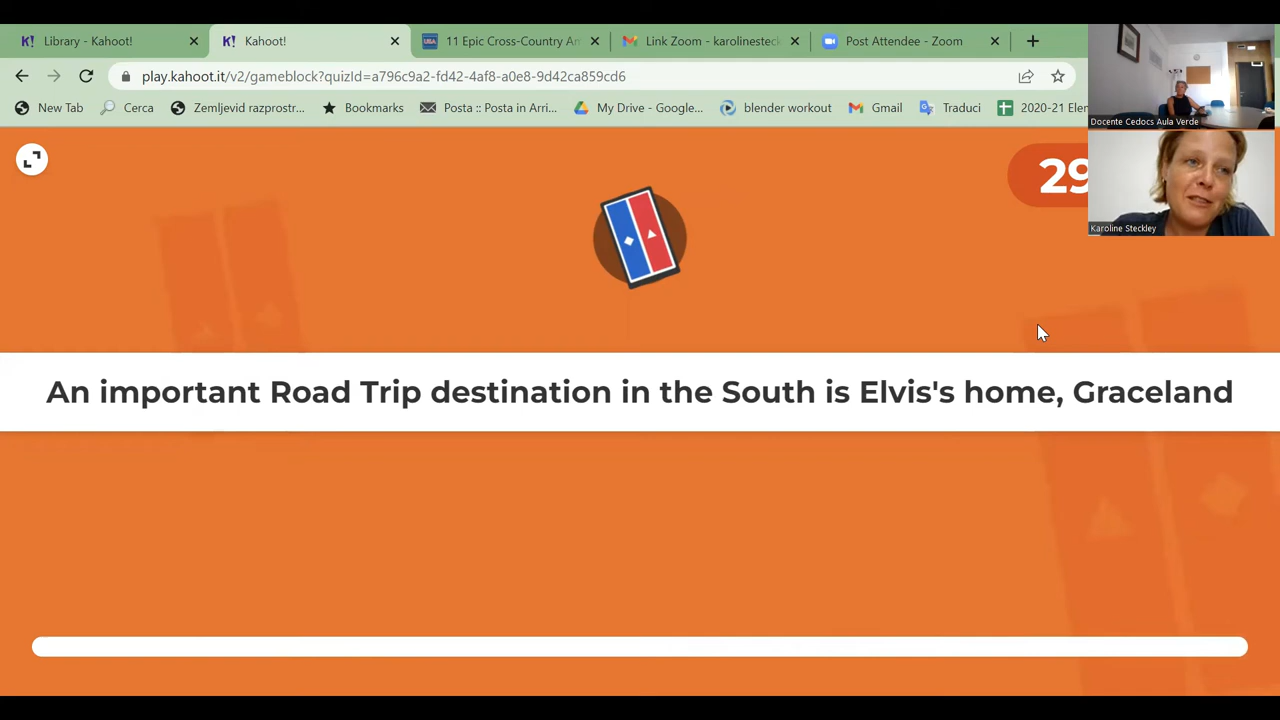 K! Library - Kahoot!
K! Kahoot!
USA 11 Epic Cross-Country Am
Link Zoom - karolinesteck
Post Attendee - Zoom
play.kahoot.it/v2/gameblock?quizId=a796c9a2-fd42-4af8-a0e8-9d42ca859cd6
New Tab
Cerca
Zemljevid razprostr...
Bookmarks
Posta :: Posta in Arri...
My Drive - Google...
blender workout
Gmail
Traduci
2020-21 Elem
Docente Cedocs Aula Verde
Karoline Steckley
29
An important Road Trip destination in the South is Elvis's home, Graceland